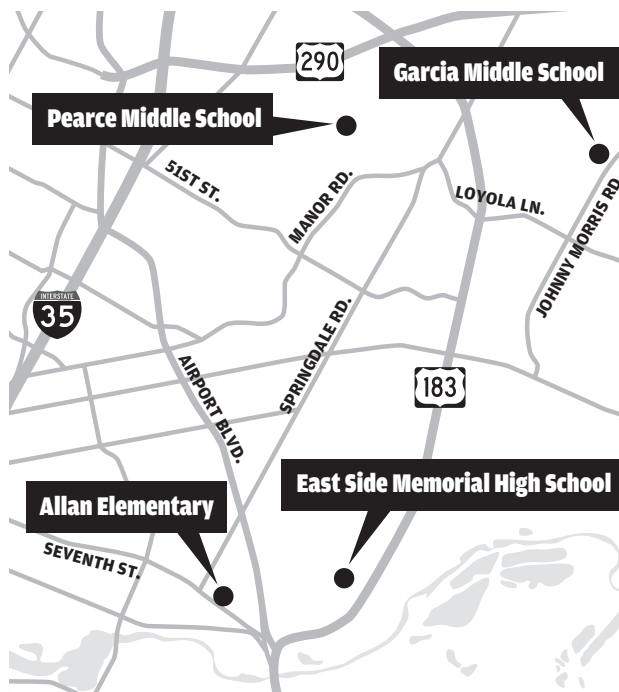 290
Garcia Middle School
Pearce Middle School
51ST ST.
MANOR RD.
LOYOLA LN.
JOHNNY MORRIS RD
INTERSTATE
35
SPRINGDALE RD.
AIRPORT BLVD.
183
East Side Memorial High School
Allan Elementary
SEVENTH ST.